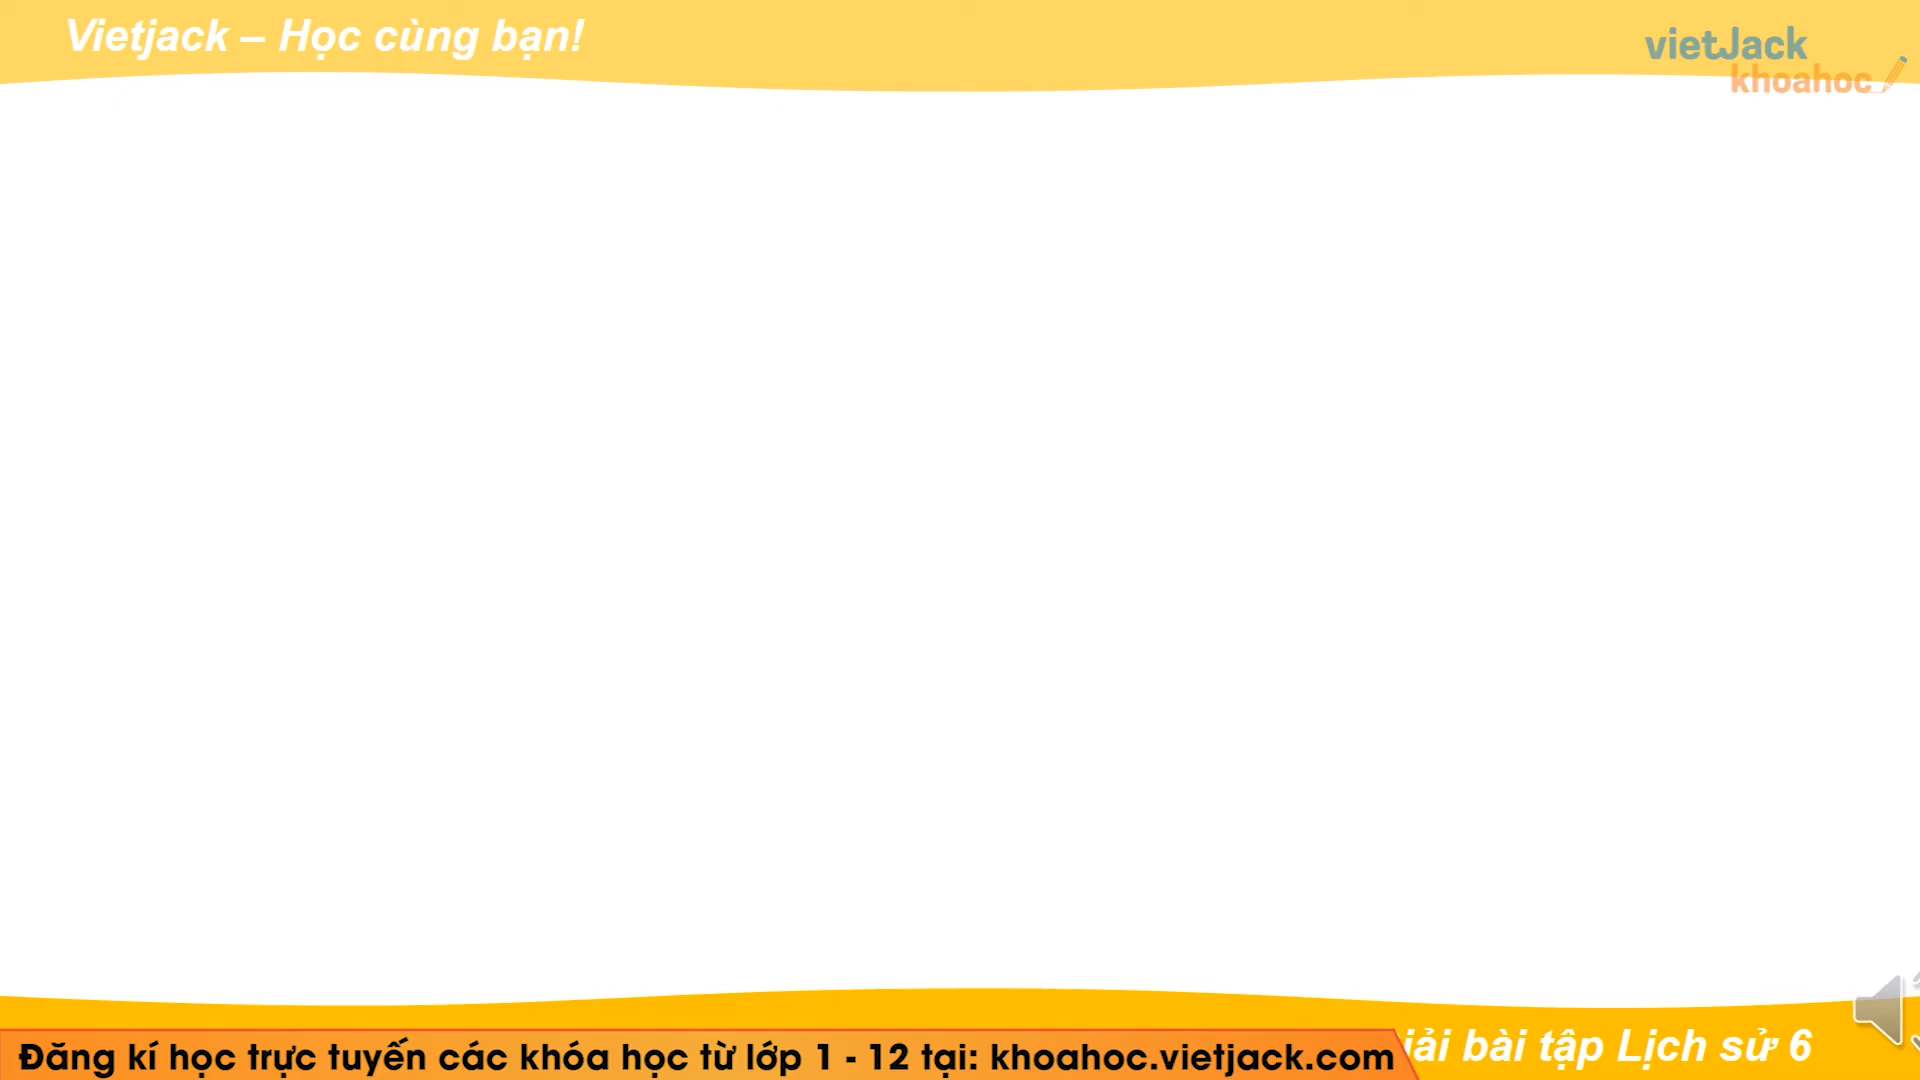 Vietjack – Học cùng bạn!
vietJack
khoahoc
iải bài tập Lịch sử 6
Đăng kí học trực tuyến các khóa học từ lớp 1 - 12 tại: khoahoc.vietjack.com